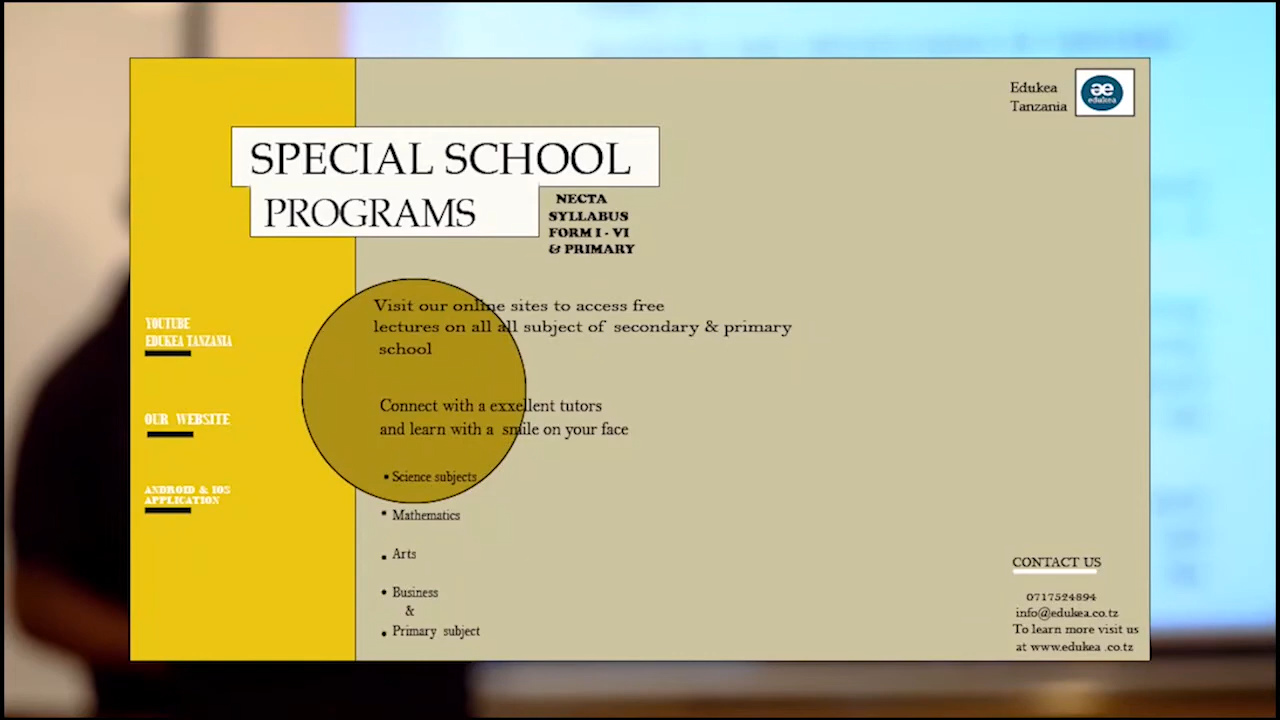 Edukea
Tanzania
ae
edukea
SPECIAL SCHOOL
PROGRAMS
NECTA
SYLLABUS
FORM I - VI
& PRIMARY
Visit our online sites to access free
lectures on all all subject of secondary & primary
school
YOUTUBE
EDUKEA TANZANIA
Connect with a exxellent tutors
and learn with a smile on your face
OUR WEBSITE
• Science subjects
ANDROID & IOS
APPLICATION
• Mathematics
• Arts
• Business
&
• Primary subject
CONTACT US
0717524894
info@edukea.co.tz
To learn more visit us
at www.edukea .co.tz